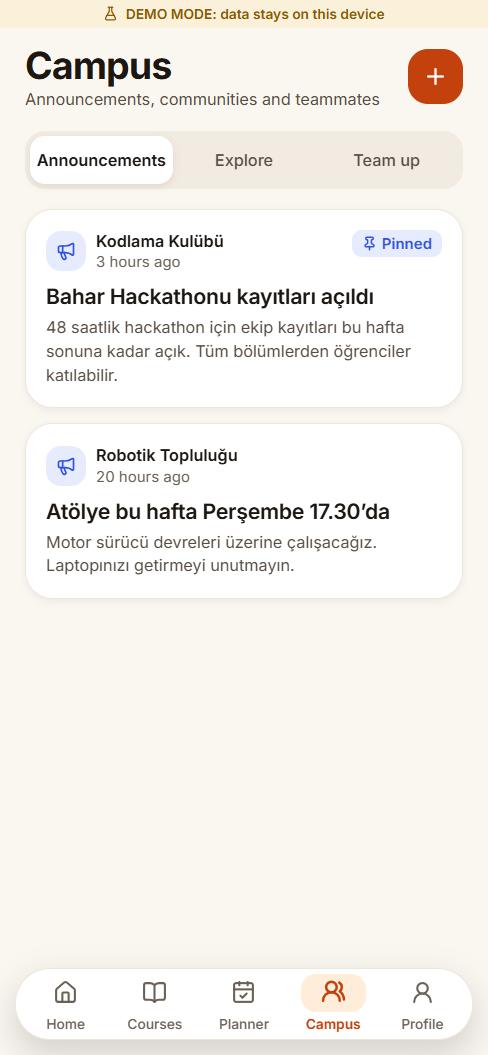 DEMO MODE: data stays on this device
Campus
Announcements, communities and teammates
Announcements
Explore
Team up
Kodlama Kulübü
3 hours ago
Pinned
Bahar Hackathonu kayıtları açıldı
48 saatlik hackathon için ekip kayıtları bu hafta
sonuna kadar açık. Tüm bölümlerden öğrenciler
katılabilir.
Robotik Topluluğu
20 hours ago
Atölye bu hafta Perşembe 17.30’da
Motor sürücü devreleri üzerine çalışacağız.
Laptopınızı getirmeyi unutmayın.
Home
Courses
Planner
Campus
Profile